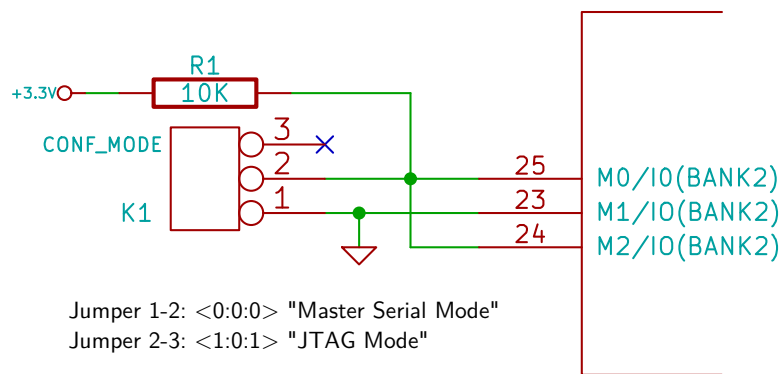 R1
+3.3V 10K
CONF_MODE 3
2 25 M0/I0(BANK2)
K1 1 23 M1/IO(BANK2)
24 M2/IO(BANK2)
Jumper 1-2: <0:0:0> "Master Serial Mode"
Jumper 2-3: <1:0:1> "JTAG Mode"